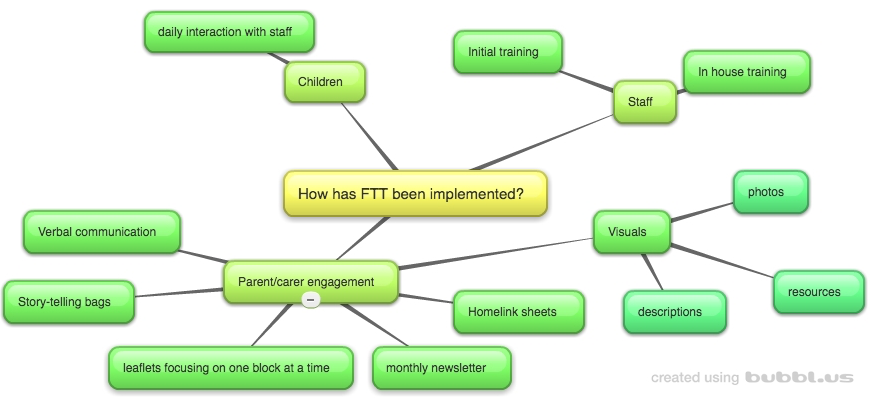 daily interaction with staff
Children
Initial training
In house training
Staff
How has FTT been implemented?
photos
Verbal communication
Visuals
Parent/carer engagement
resources
Story-telling bags
Homelink sheets
descriptions
leaflets focusing on one block at a time
monthly newsletter
created using bubbl.us